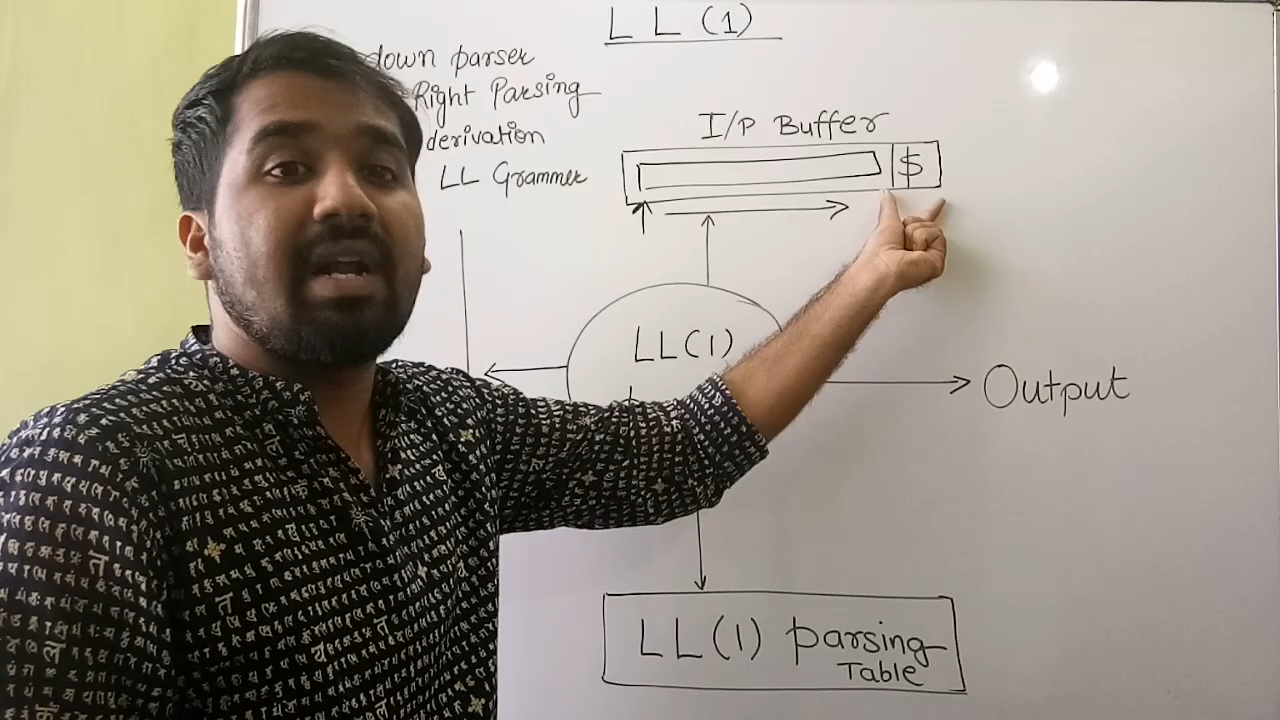 LL(1)
down parser
Right Parsing
derivation
LL Grammer
I/P Buffer
$
LL(1)
Output
LL(1) parsing
Table